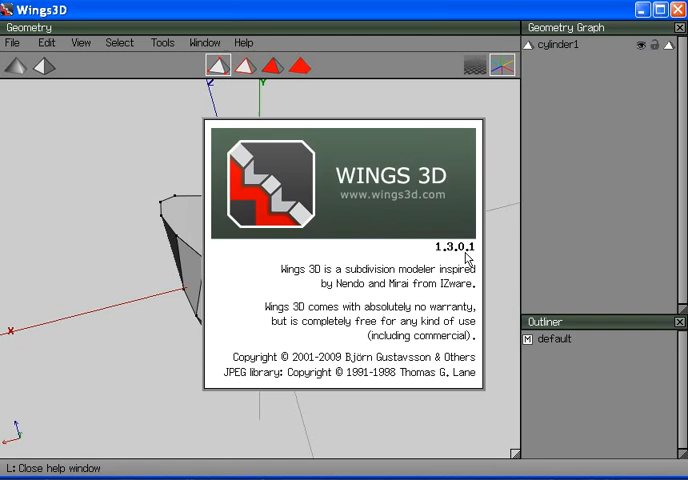 Wings3D
Geometry
File Edit View Select Tools Window Help
Z
Y
X
WINGS 3D
www.wings3d.com
1.3.0.1
Wings 3D is a subdivision modeler inspired
by Nendo and Mirai from IZware.
Wings 3D comes with absolutely no warranty,
but is completely free for any kind of use
(including commercial).
Copyright © 2001-2009 Björn Gustavsson & Others
JPEG library: Copyright © 1991-1998 Thomas G. Lane
L: Close help window
Geometry Graph
cylinder1
Outliner
M default